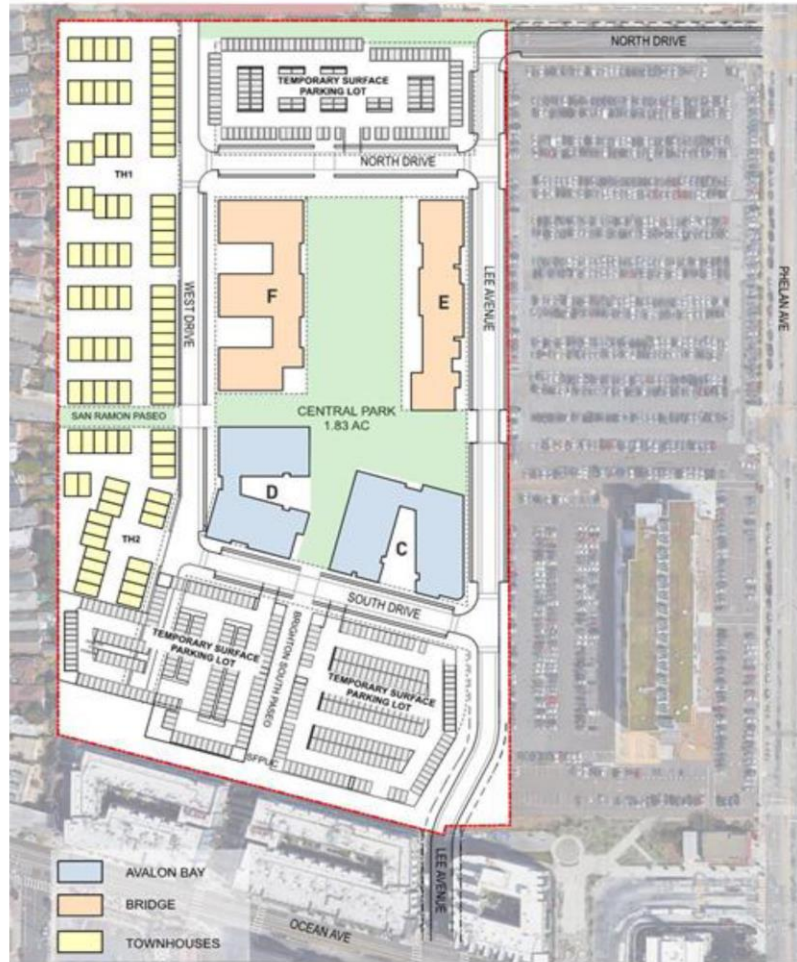 NORTH DRIVE
TEMPORARY SURFACE
PARKING LOT
NORTH DRIVE
TH1
WEST DRIVE
F
E
LEE AVENUE
PHELAN AVE
SAN RAMON PASEO
CENTRAL PARK
1.83 AC
D
C
TH2
SOUTH DRIVE
TEMPORARY SURFACE
PARKING LOT
BRIGHTON SOUTH PASEO
TEMPORARY SURFACE
PARKING LOT
SFPUC
LEE AVENUE
OCEAN AVE
AVALON BAY
BRIDGE
TOWNHOUSES